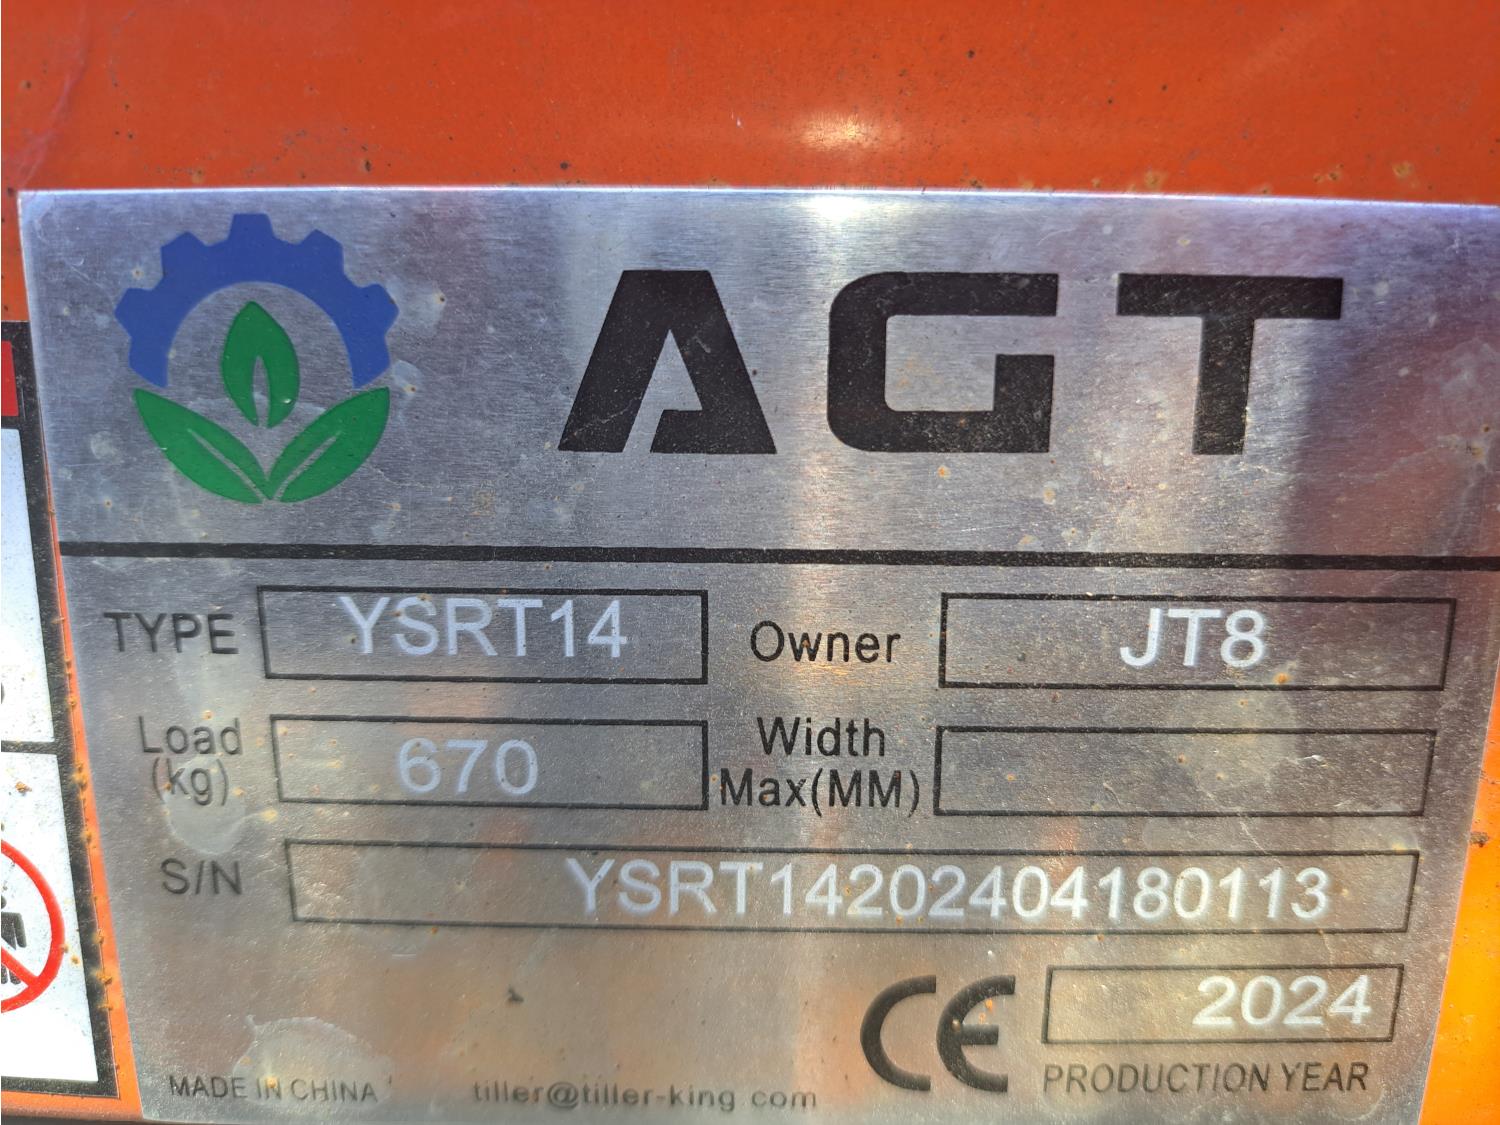 AGT
TYPE YSRT14 Owner JT8
Load (kg) 670 Width Max(MM)
S/N YSRT14202404180113
CE 2024
MADE IN CHINA tiller@tiller-king com PRODUCTION YEAR